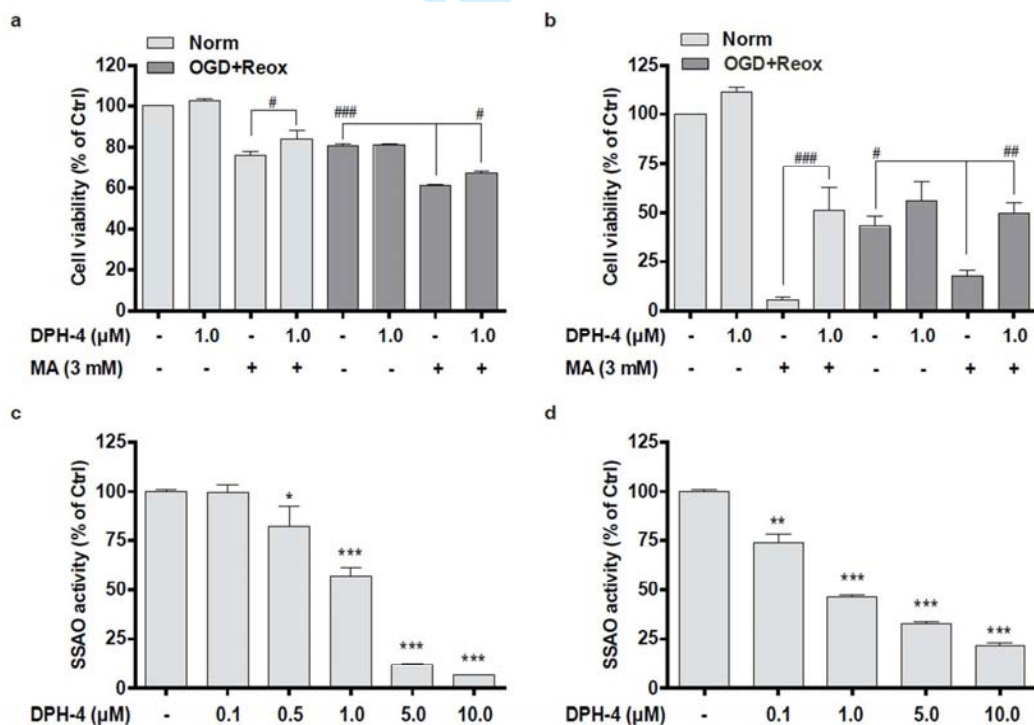 a
Norm
OGD+Reox
Cell viability (% of Ctrl)
120
100
80
60
40
20
0
#
###
#
DPH-4 (µM) - 1.0 - 1.0 - 1.0 - 1.0
MA (3 mM) - - + + - - + +
b
Norm
OGD+Reox
Cell viability (% of Ctrl)
125
100
75
50
25
0
###
#
##
DPH-4 (µM) - 1.0 - 1.0 - 1.0 - 1.0
MA (3 mM) - - + + - - + +
c
SSAO activity (% of Ctrl)
125
100
75
50
25
0
*
***
***
***
DPH-4 (µM) - 0.1 0.5 1.0 5.0 10.0
d
SSAO activity (% of Ctrl)
125
100
75
50
25
0
**
***
***
***
DPH-4 (µM) - 0.1 1.0 5.0 10.0